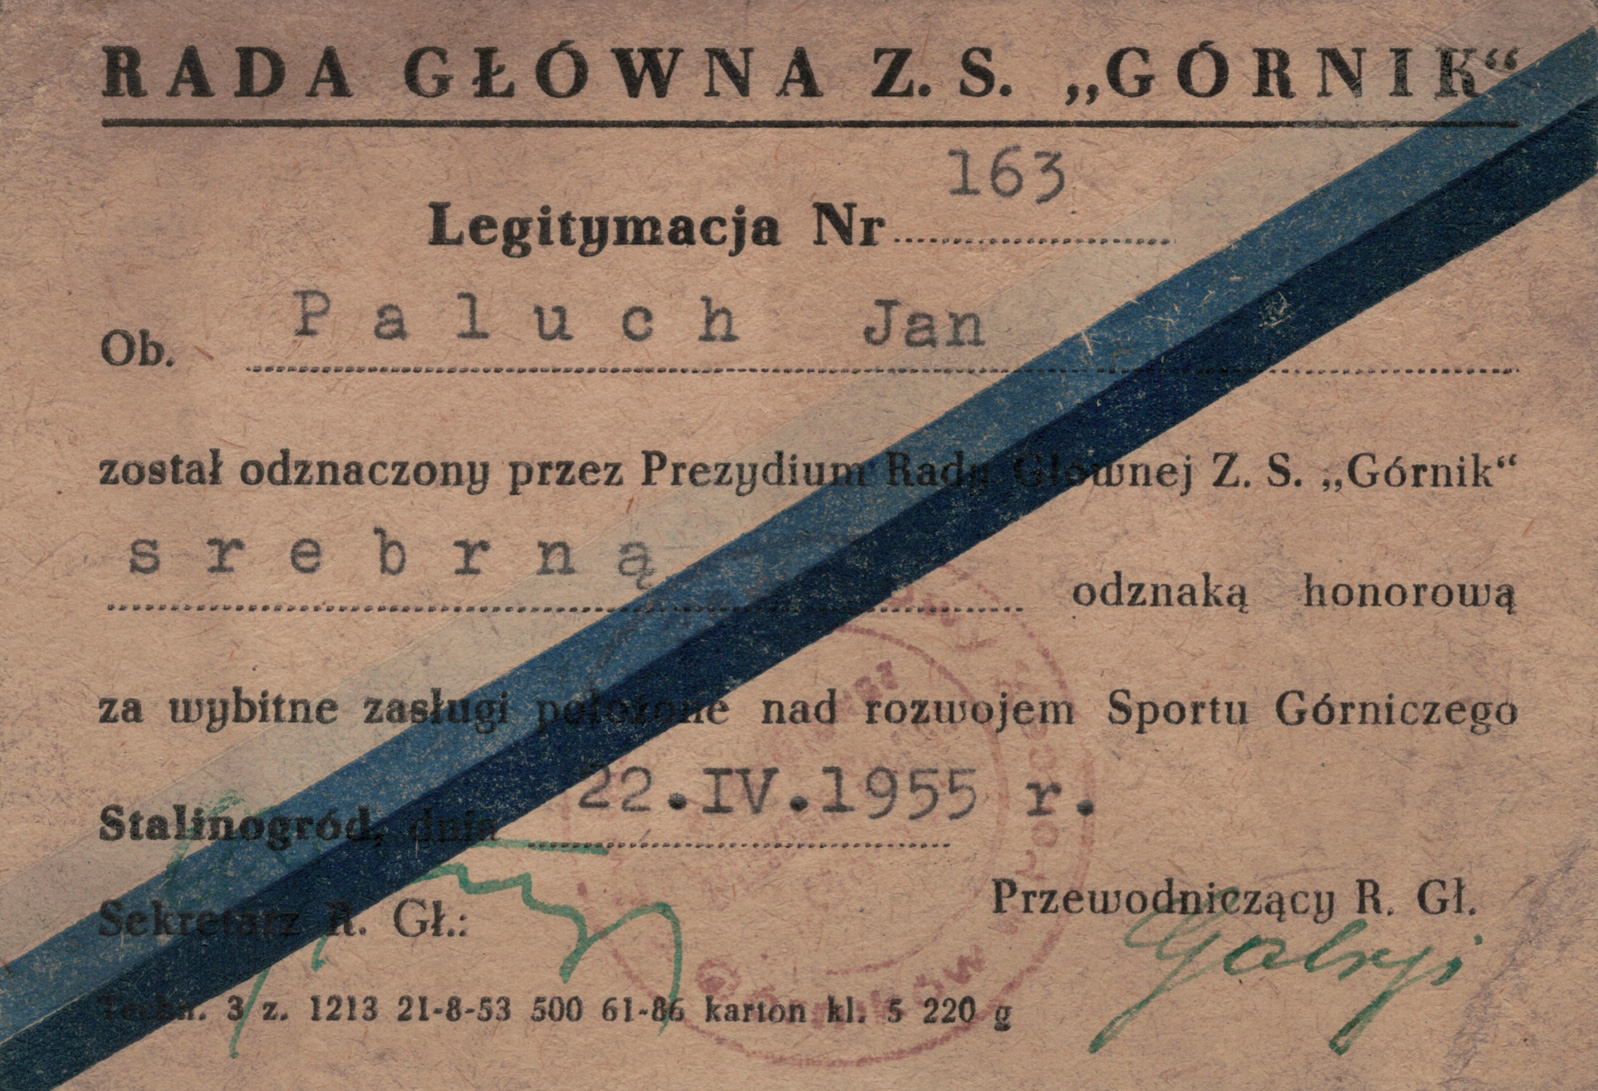 RADA GŁÓWNA Z. S. „GÓRNIK“
163
Legitymacja Nr
Paluch Jan
Ob.
został odznaczony przez Prezydium Rady Głównej Z. S. „Górnik“
srebrną
odznaką honorową
za wybitne zasługi położone nad rozwojem Sportu Górniczego
22.IV.1955 r.
Stalinogród, dnia
Przewodniczący R. Gł.
Sekretarz R. Gł.:
Techn. 3 z. 1213 21-8-53 500 61-86 karton kl. 5 220 g